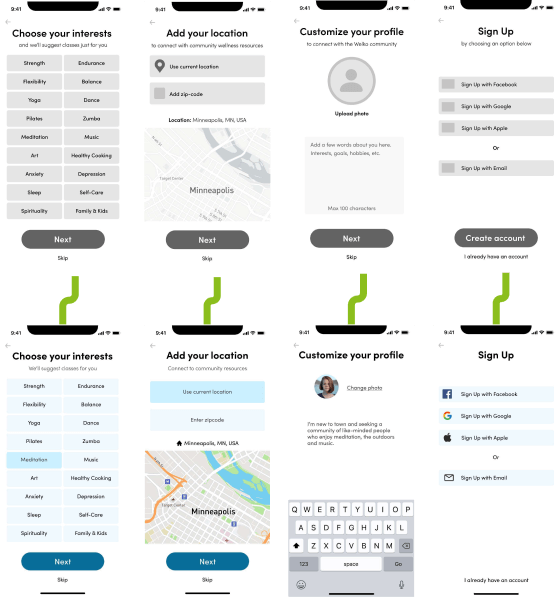 9:41
Choose your interests
and we'll suggest classes just for you
Strength
Endurance
Flexibility
Balance
Yoga
Dance
Pilates
Zumba
Meditation
Music
Art
Healthy Cooking
Anxiety
Depression
Sleep
Self-Care
Spirituality
Family & Kids
Next
Skip
9:41
Add your location
to connect with community wellness resources
Use current location
Add zip-code
Location: Minneapolis, MN, USA
Target Center
Minneapolis
Next
Skip
9:41
Customize your profile
to connect with the Welko community
Upload photo
Add a few words about you here.
Interests, goals, hobbies, etc.
Max 100 characters
Next
Skip
9:41
Sign Up
by choosing an option below
Sign Up with Facebook
Sign Up with Google
Sign Up with Apple
Or
Sign Up with Email
Create account
I already have an account
9:41
Choose your interests
We'll suggest classes for you
Strength
Endurance
Flexibility
Balance
Yoga
Dance
Pilates
Zumba
Meditation
Music
Art
Healthy Cooking
Anxiety
Depression
Sleep
Self-Care
Spirituality
Family & Kids
Next
Skip
9:41
Add your location
Connect to community resources
Use current location
Enter zipcode
Minneapolis, MN, USA
Target Center
Minneapolis
Next
Skip
9:41
Customize your profile
Change photo
I'm new to town and seeking a
community of like-minded people
who enjoy meditation, the outdoors
and music.
Q W E R T Y U I O P
A S D F G H J K L
Z X C V B N M
123 space Go
9:41
Sign Up
Sign Up with Facebook
Sign Up with Google
Sign Up with Apple
Or
Sign Up with Email
I already have an account